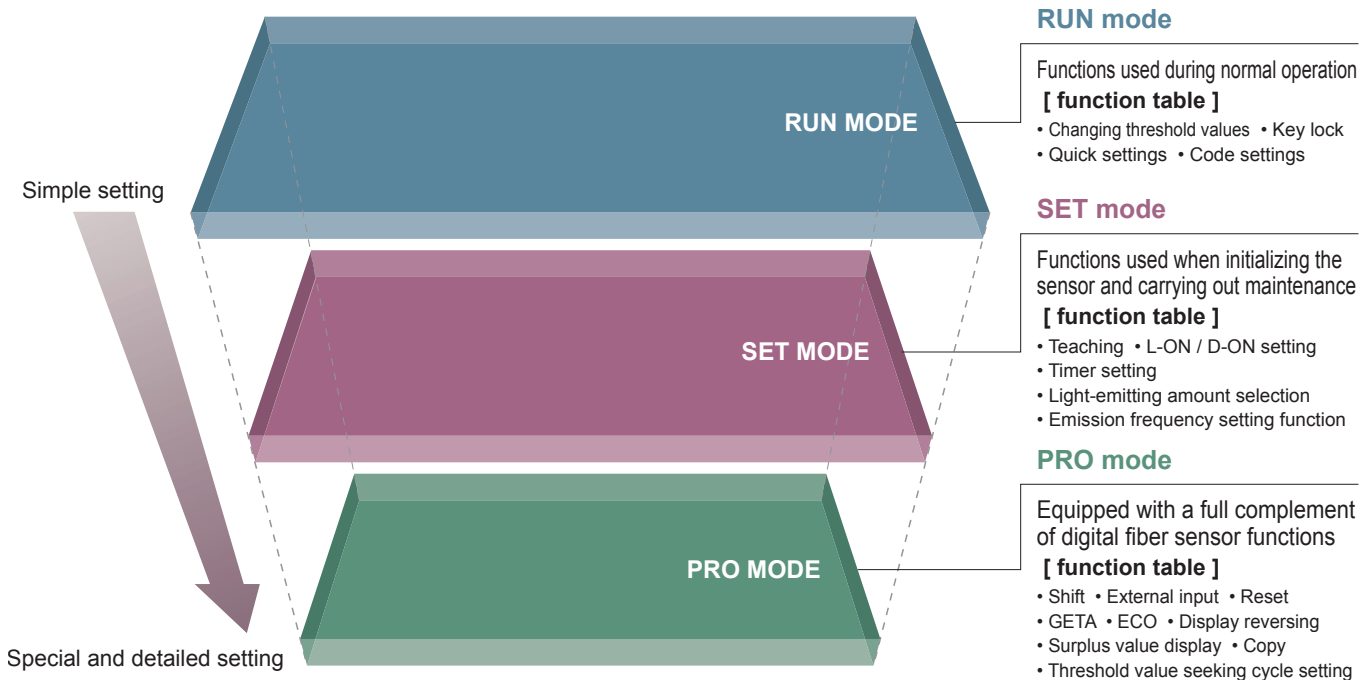 Simple setting
Special and detailed setting
RUN MODE
SET MODE
PRO MODE
RUN mode
Functions used during normal operation
[ function table ]
• Changing threshold values • Key lock
• Quick settings • Code settings
SET mode
Functions used when initializing the
sensor and carrying out maintenance
[ function table ]
• Teaching • L-ON / D-ON setting
• Timer setting
• Light-emitting amount selection
• Emission frequency setting function
PRO mode
Equipped with a full complement
of digital fiber sensor functions
[ function table ]
• Shift • External input • Reset
• GETA • ECO • Display reversing
• Surplus value display • Copy
• Threshold value seeking cycle setting